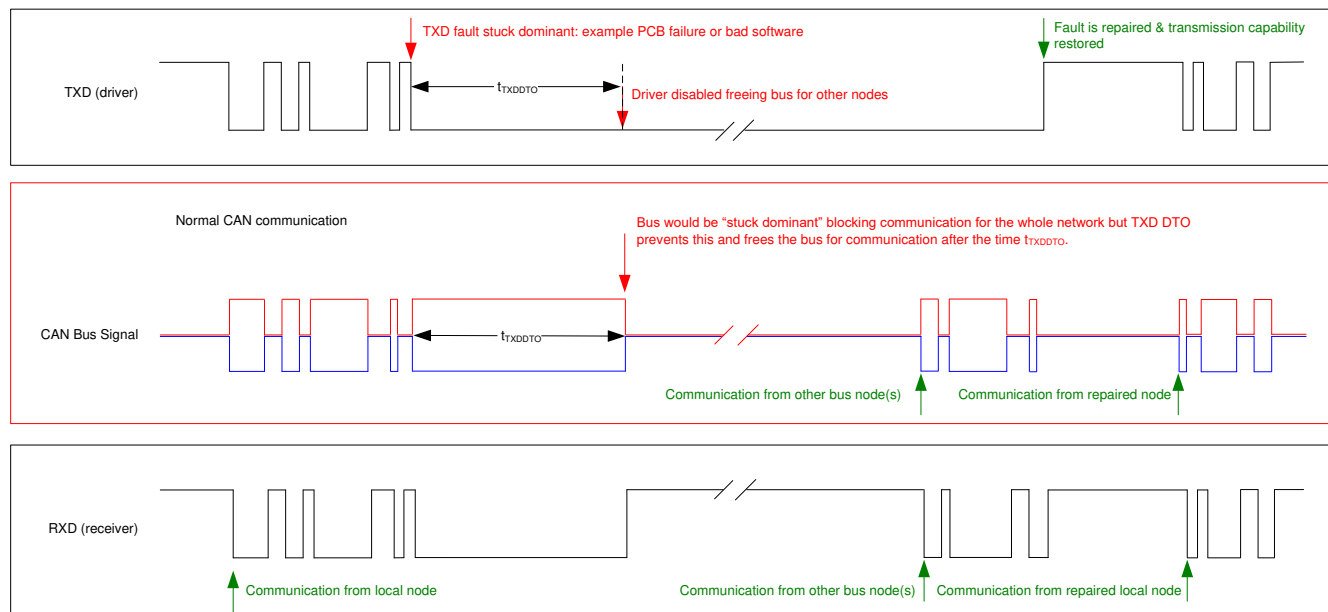 TXD fault stuck dominant: example PCB failure or bad software
Fault is repaired & transmission capability
restored
TXD (driver)
tTXDDTO
Driver disabled freeing bus for other nodes
Normal CAN communication
Bus would be “stuck dominant” blocking communication for the whole network but TXD DTO
prevents this and frees the bus for communication after the time tTXDDTO.
CAN Bus Signal
tTXDDTO
Communication from other bus node(s)
Communication from repaired node
RXD (receiver)
Communication from local node
Communication from other bus node(s)
Communication from repaired local node